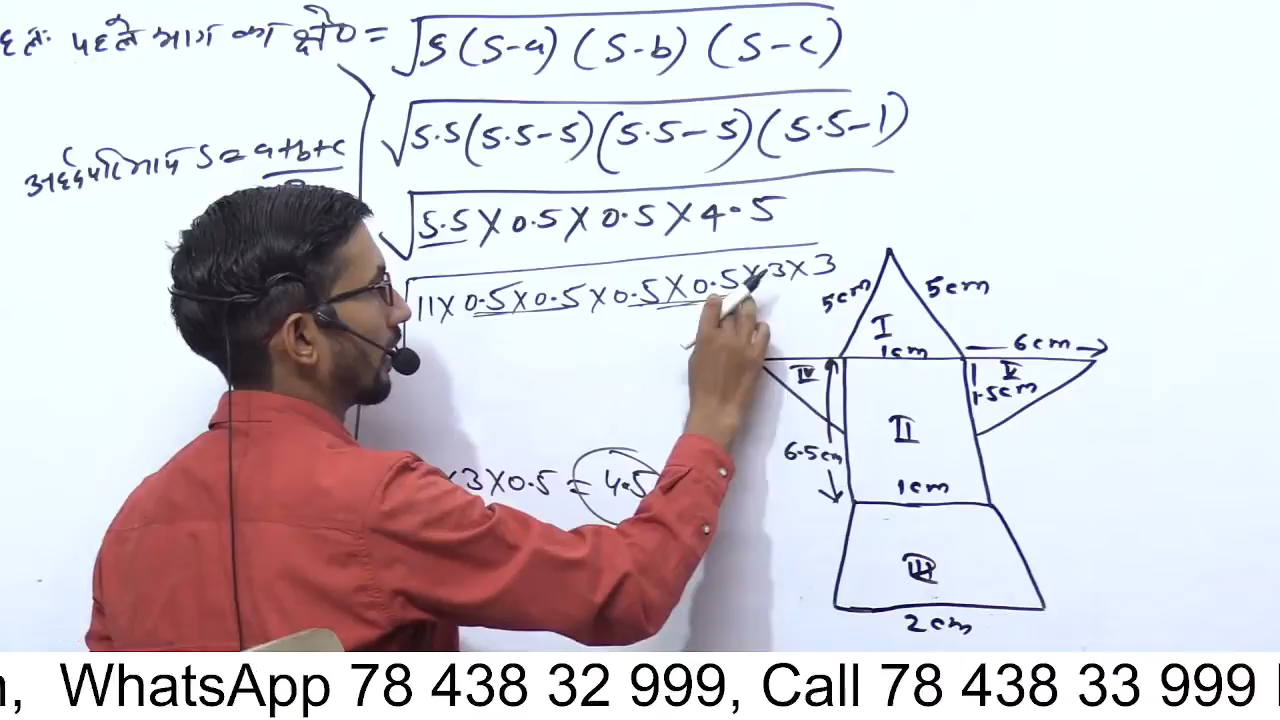 पहले भाग का क्षे० = √s(s-a) (s-b) (s-c)
√5.5(5.5-5)(5.5-5)(5.5-1)
अर्द्धपरिमाप s = a+b+c
√5.5×0.5×0.5×4.5
√11×0.5×0.5×0.5×0.5×3×3
×3×0.5 = 4.5
5cm 5cm
I
1cm
6cm
IV
V
1.5cm
II
6.5cm
1cm
III
2cm
WhatsApp 78 438 32 999, Call 78 438 33 999